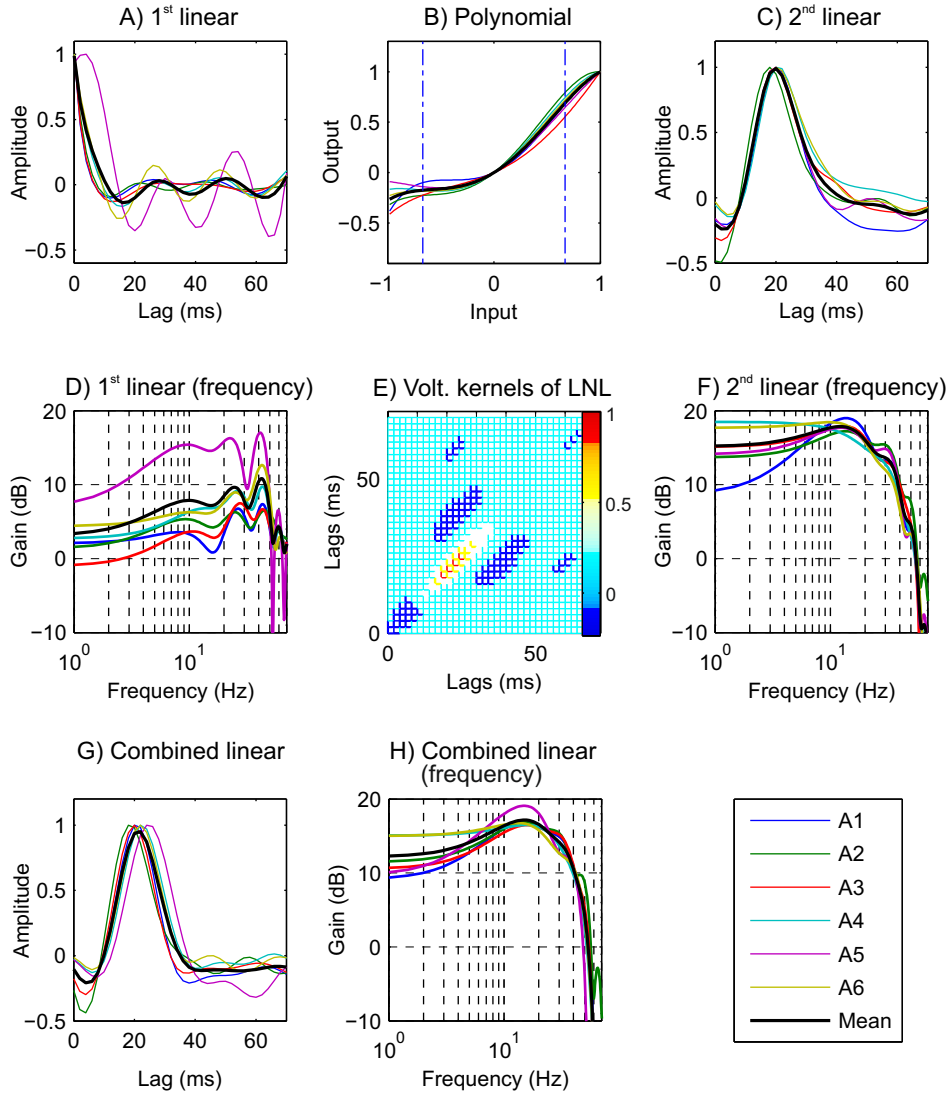 A) 1st linear
B) Polynomial
C) 2nd linear
Amplitude
1
0.5
0
−0.5
0 20 40 60
Lag (ms)
Output
1
0.5
0
−0.5
−1 0 1
Input
Amplitude
1
0.5
0
−0.5
0 20 40 60
Lag (ms)
D) 1st linear (frequency)
E) Volt. kernels of LNL
F) 2nd linear (frequency)
Gain (dB)
20
10
0
−10
10^0 10^1
Frequency (Hz)
Lags (ms)
50
0
0 50
Lags (ms)
1
0.5
0
Gain (dB)
20
10
0
−10
10^0 10^1
Frequency (Hz)
G) Combined linear
H) Combined linear
(frequency)
Amplitude
1
0.5
0
−0.5
0 20 40 60
Lag (ms)
Gain (dB)
20
10
0
−10
10^0 10^1
Frequency (Hz)
A1
A2
A3
A4
A5
A6
Mean